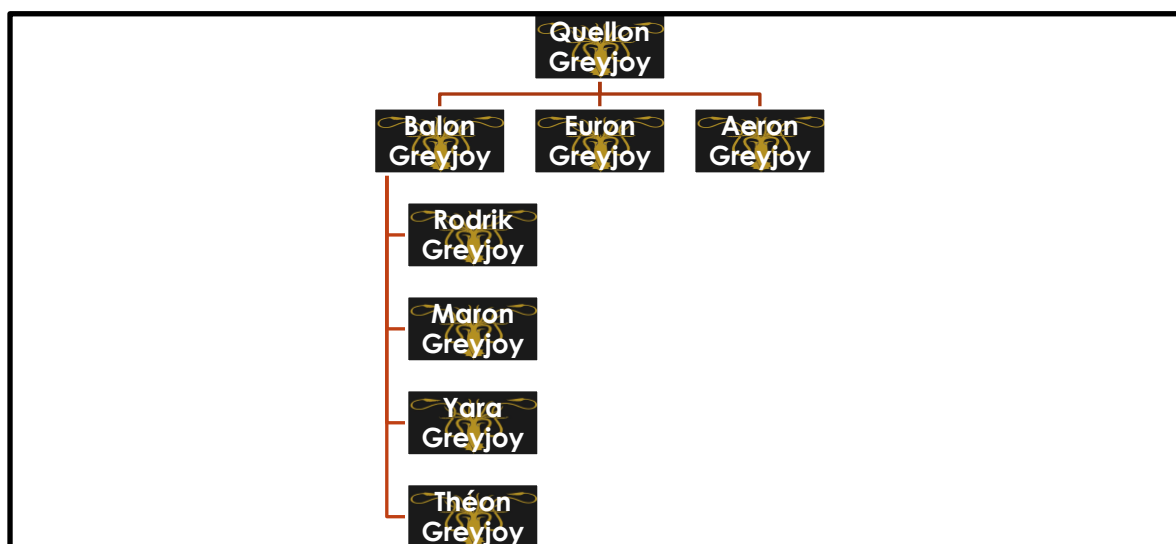 Quellon
Greyjoy
Balon
Greyjoy
Euron
Greyjoy
Aeron
Greyjoy
Rodrik
Greyjoy
Maron
Greyjoy
Yara
Greyjoy
Théon
Greyjoy